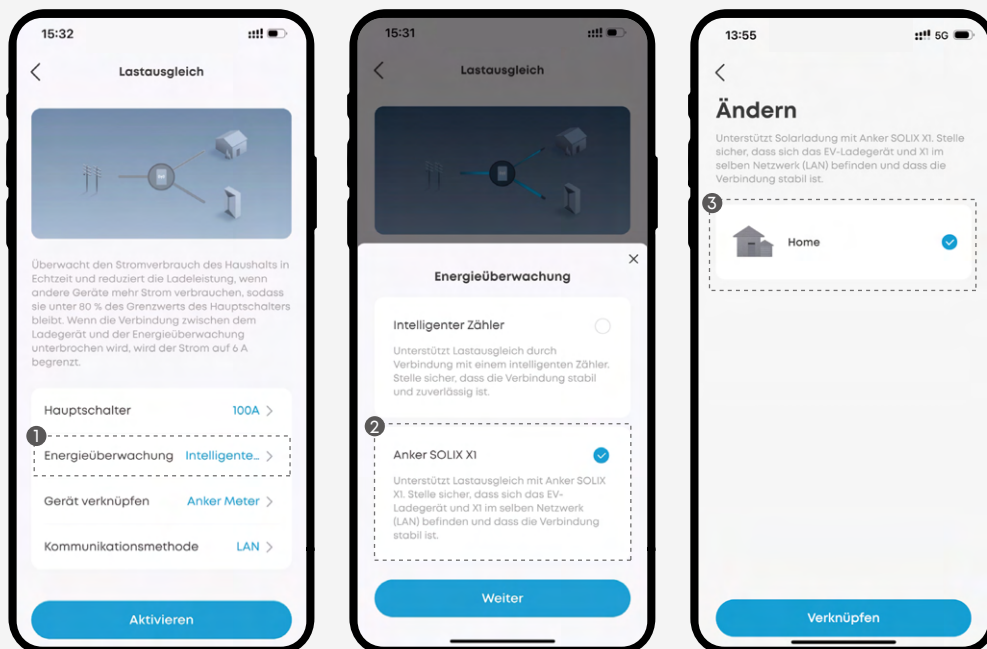 15:32
Lastausgleich
Überwacht den Stromverbrauch des Haushalts in
Echtzeit und reduziert die Ladeleistung, wenn
andere Geräte mehr Strom verbrauchen, sodass
sie unter 80 % des Grenzwerts des Hauptschalters
bleibt. Wenn die Verbindung zwischen dem
Ladegerät und der Energieüberwachung
unterbrochen wird, wird der Strom auf 6 A
begrenzt.
Hauptschalter 100A >
1
Energieüberwachung Intelligente... >
Gerät verknüpfen Anker Meter >
Kommunikationsmethode LAN >
Aktivieren
15:31
Lastausgleich
Energieüberwachung
Intelligenter Zähler
Unterstützt Lastausgleich durch
Verbindung mit einem intelligenten Zähler.
Stelle sicher, dass die Verbindung stabil
und zuverlässig ist.
2
Anker SOLIX X1
Unterstützt Lastausgleich mit Anker SOLIX
X1. Stelle sicher, dass sich das EV-
Ladegerät und X1 im selben Netzwerk
(LAN) befinden und dass die Verbindung
stabil ist.
Weiter
13:55 5G
Ändern
Unterstützt Solarladung mit Anker SOLIX X1. Stelle
sicher, dass sich das EV-Ladegerät und X1 im
selben Netzwerk (LAN) befinden und dass die
Verbindung stabil ist.
3
Home
Verknüpfen